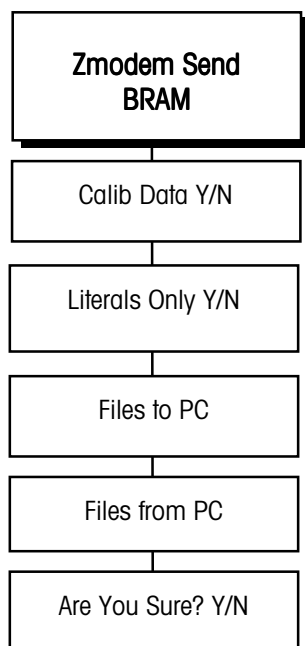 Zmodem Send
BRAM
Calib Data Y/N
Literals Only Y/N
Files to PC
Files from PC
Are You Sure? Y/N